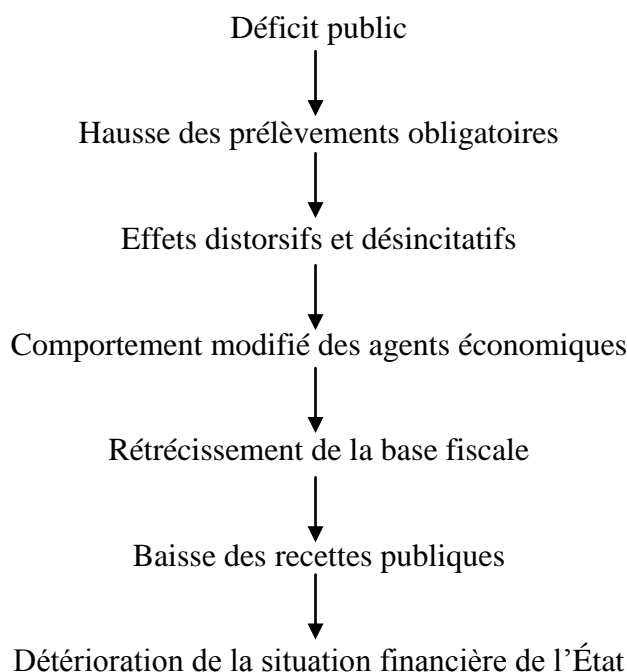 Déficit public
Hausse des prélèvements obligatoires
Effets distorsifs et désincitatifs
Comportement modifié des agents économiques
Rétrécissement de la base fiscale
Baisse des recettes publiques
Détérioration de la situation financière de l’État